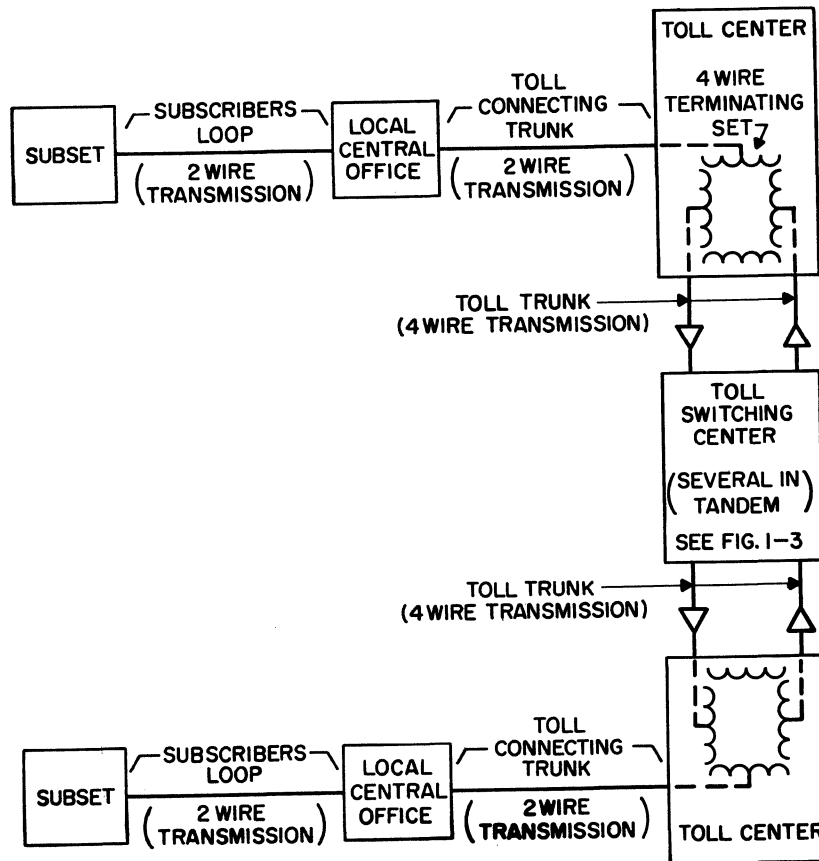 TOLL CENTER
4 WIRE
TERMINATING
SET
SUBSET
SUBSCRIBERS
LOOP
(2 WIRE
TRANSMISSION)
LOCAL
CENTRAL
OFFICE
TOLL
CONNECTING
TRUNK
(2 WIRE
TRANSMISSION)
TOLL TRUNK
(4 WIRE TRANSMISSION)
TOLL
SWITCHING
CENTER
(SEVERAL IN
TANDEM)
SEE FIG. 1-3
TOLL TRUNK
(4 WIRE TRANSMISSION)
SUBSET
SUBSCRIBERS
LOOP
(2 WIRE
TRANSMISSION)
LOCAL
CENTRAL
OFFICE
TOLL
CONNECTING
TRUNK
(2 WIRE
TRANSMISSION)
TOLL CENTER